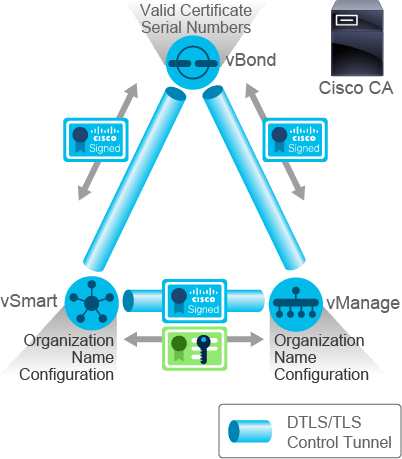 Valid Certificate
Serial Numbers
vBond
Cisco CA
CISCO
Signed
CISCO
Signed
vSmart
CISCO
Signed
vManage
Organization
Name
Configuration
Organization
Name
Configuration
DTLS/TLS
Control Tunnel